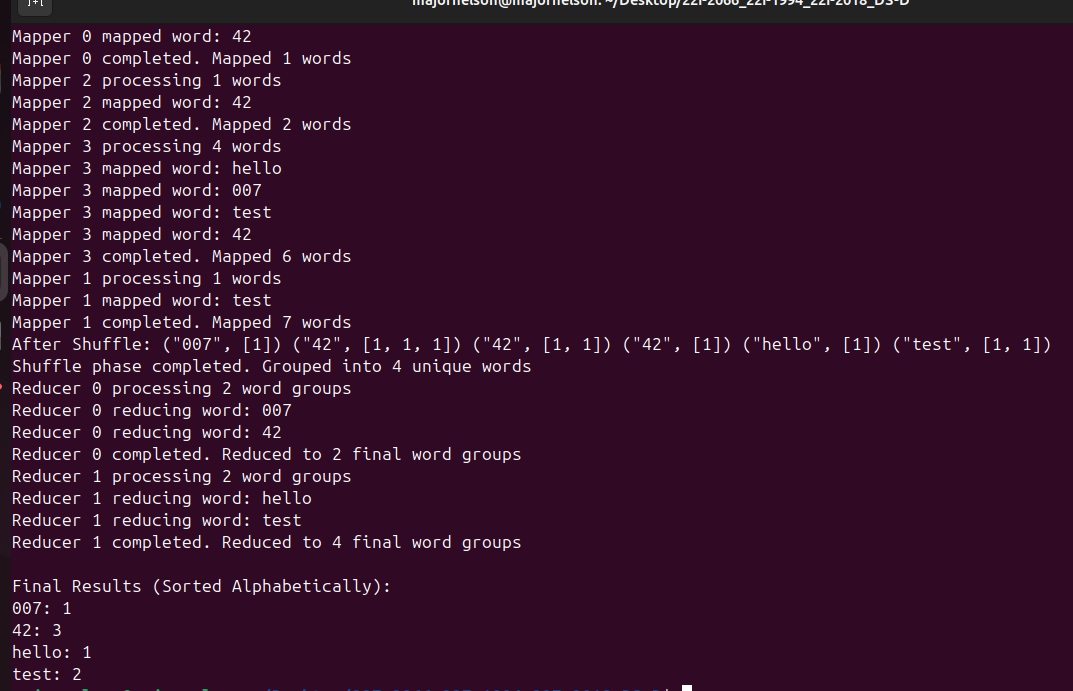 majornelson@majornelson: ~/Desktop/22i-2066_22i-1994_22i-2018_DS-D
Mapper 0 mapped word: 42
Mapper 0 completed. Mapped 1 words
Mapper 2 processing 1 words
Mapper 2 mapped word: 42
Mapper 2 completed. Mapped 2 words
Mapper 3 processing 4 words
Mapper 3 mapped word: hello
Mapper 3 mapped word: 007
Mapper 3 mapped word: test
Mapper 3 mapped word: 42
Mapper 3 completed. Mapped 6 words
Mapper 1 processing 1 words
Mapper 1 mapped word: test
Mapper 1 completed. Mapped 7 words
After Shuffle: ("007", [1]) ("42", [1, 1, 1]) ("42", [1, 1]) ("42", [1]) ("hello", [1]) ("test", [1, 1])
Shuffle phase completed. Grouped into 4 unique words
Reducer 0 processing 2 word groups
Reducer 0 reducing word: 007
Reducer 0 reducing word: 42
Reducer 0 completed. Reduced to 2 final word groups
Reducer 1 processing 2 word groups
Reducer 1 reducing word: hello
Reducer 1 reducing word: test
Reducer 1 completed. Reduced to 4 final word groups
Final Results (Sorted Alphabetically):
007: 1
42: 3
hello: 1
test: 2